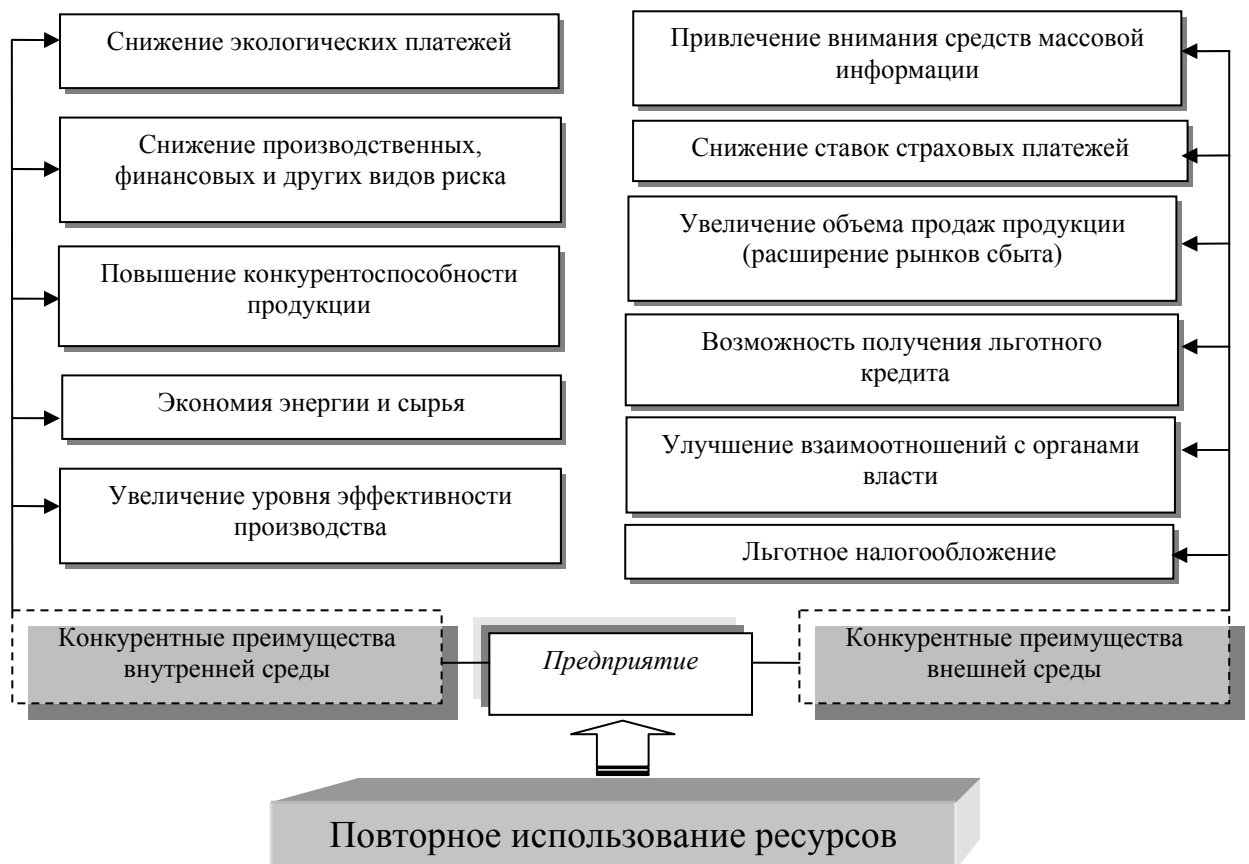 Снижение экологических платежей
Снижение производственных,
финансовых и других видов риска
Повышение конкурентоспособности
продукции
Экономия энергии и сырья
Увеличение уровня эффективности
производства
Конкурентные преимущества
внутренней среды
Привлечение внимания средств массовой
информации
Снижение ставок страховых платежей
Увеличение объема продаж продукции
(расширение рынков сбыта)
Возможность получения льготного
кредита
Улучшение взаимоотношений с органами
власти
Льготное налогообложение
Конкурентные преимущества
внешней среды
Предприятие
Повторное использование ресурсов